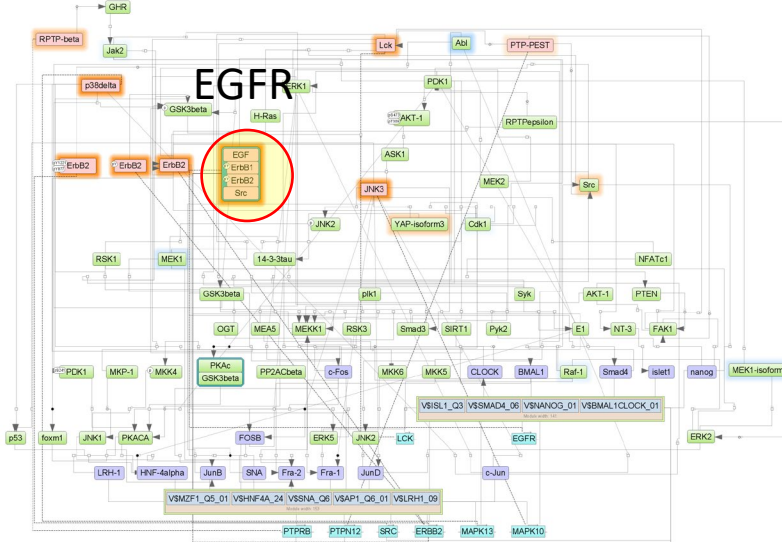 GHR
RPTP-beta
Lck
Abl
PTP-PEST
Jak2
EGFR
p38delta
ERK1
PDK1
GSK3beta
H-Ras
AKT-1
RPTPepsilon
EGF
ErbB1
ErbB2
Src
ASK1
ErbB2
ErbB2
ErbB2
MEK2
JNK3
Src
JNK2
YAP-isoform3
Cdk1
RSK1
MEK1
14-3-3tau
NFATc1
GSK3beta
plk1
Syk
AKT-1
PTEN
OGT
MEA5
MEKK1
RSK3
Smad3
SIRT1
Pyk2
E1
NT-3
FAK1
PDK1
MKP-1
MKK4
PKAc
GSK3beta
PP2ACbeta
c-Fos
MKK6
MKK5
CLOCK
BMAL1
Raf-1
Smad4
islet1
nanog
MEK1-isoform
V$ISL1_Q3
V$SMAD4_06
V$NANOG_01
V$BMAL1CLOCK_01
p53
foxm1
JNK1
PKACA
FOSB
ERK5
JNK2
LCK
EGFR
ERK2
LRH-1
HNF-4alpha
JunB
SNA
Fra-2
Fra-1
JunD
c-Jun
V$MZF1_Q5_01
V$HNF4A_24
V$SNA_Q6
V$AP1_Q6_01
V$LRH1_09
PTPRB
PTPN12
SRC
ERBB2
MAPK13
MAPK10